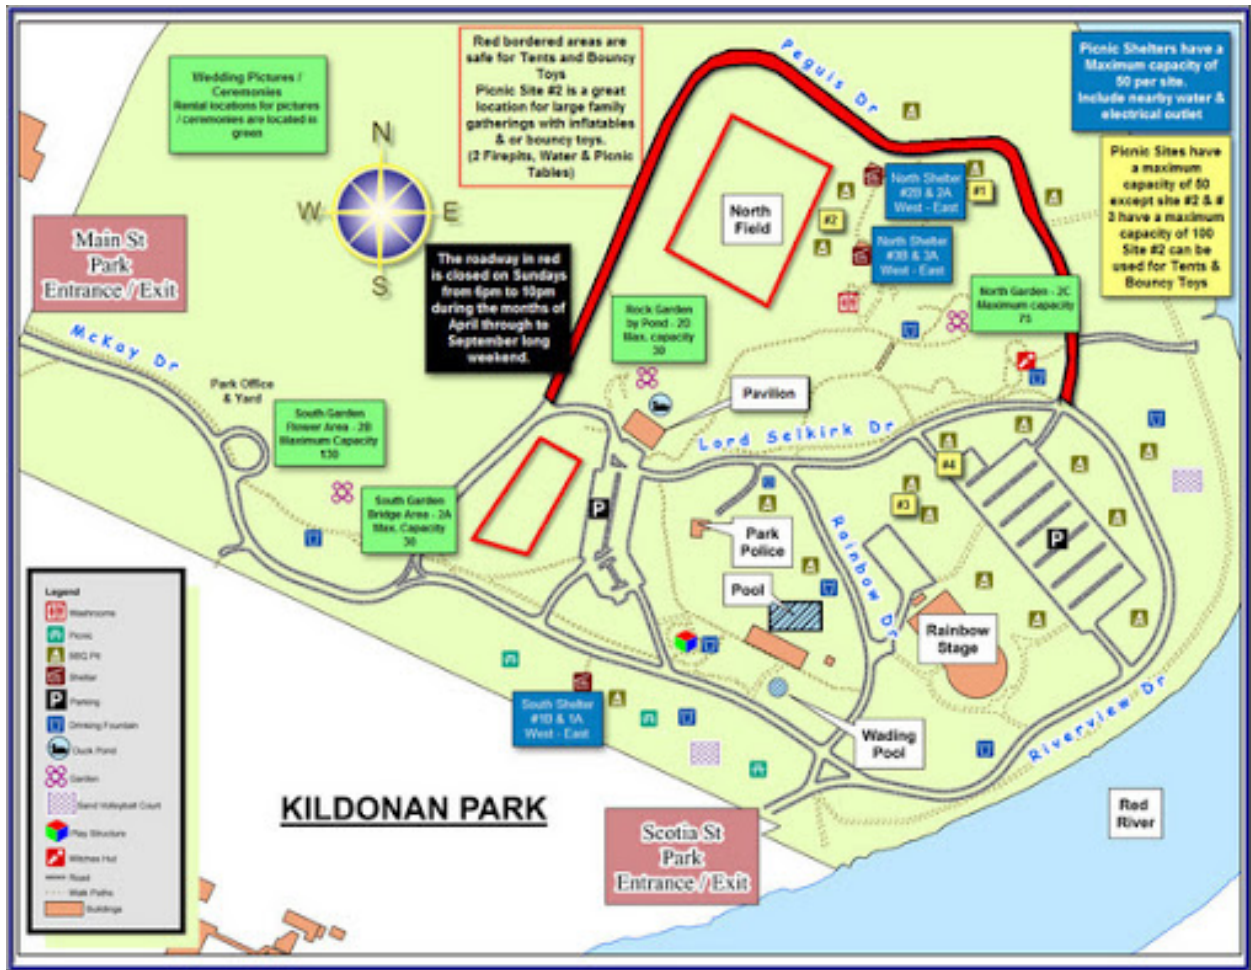 Wedding Pictures /
Ceremonies
Rental locations for pictures
/ ceremonies are located in
green
Red bordered areas are
safe for Tents and Bouncy
Toys
Picnic Site #2 is a great
location for large family
gatherings with inflatables
& or bouncy toys.
(2 Firepits, Water & Picnic
Tables)
Peguis Dr
Picnic Shelters have a
Maximum capacity of
50 per site.
Include nearby water &
electrical outlet
Picnic Sites have
a maximum
capacity of 50
except site #2 & #
3 have a maximum
capacity of 100
Site #2 can be
used for Tents &
Bouncy Toys
N
W
E
S
Main St
Park
Entrance / Exit
The roadway in red
is closed on Sundays
from 6pm to 10pm
during the months of
April through to
September long
weekend.
North
Field
#2
North Shelter
#2B & 2A
West - East
#1
North Shelter
#3B & 3A
West - East
North Garden - 2C
Maximum capacity
75
Rock Garden
by Pond - 2D
Max. capacity
30
McKay Dr
Park Office
& Yard
South Garden
Flower Area - 2B
Maximum Capacity
130
South Garden
Bridge Area - 2A
Max. Capacity
30
Pavilion
Lord Selkirk Dr
#4
#3
P
P
Park
Police
Pool
Rainbow Dr
Rainbow
Stage
Riverview Dr
Wading
Pool
South Shelter
#1B & 1A
West - East
Scotia St
Park
Entrance / Exit
Red
River
KILDONAN PARK
Legend
Washrooms
Picnic
BBQ Pit
Shelter
P Parking
Drinking Fountain
Duck Pond
Garden
Sand Volleyball Court
Play Structure
Witches Hut
Road
Walk Paths
Buildings